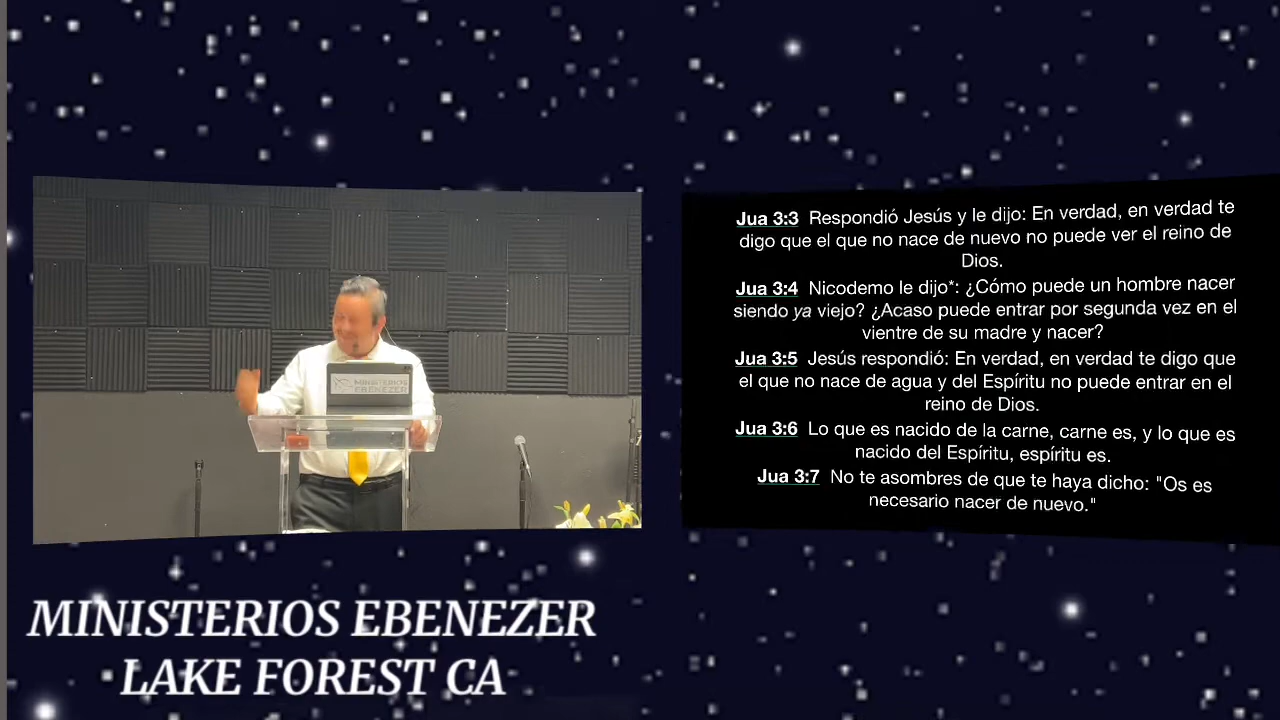 MINISTERIOS
EBENEZER
Jua 3:3 Respondió Jesús y le dijo: En verdad, en verdad te
digo que el que no nace de nuevo no puede ver el reino de
Dios.
Jua 3:4 Nicodemo le dijo*: ¿Cómo puede un hombre nacer
siendo ya viejo? ¿Acaso puede entrar por segunda vez en el
vientre de su madre y nacer?
Jua 3:5 Jesús respondió: En verdad, en verdad te digo que
el que no nace de agua y del Espíritu no puede entrar en el
reino de Dios.
Jua 3:6 Lo que es nacido de la carne, carne es, y lo que es
nacido del Espíritu, espíritu es.
Jua 3:7 No te asombres de que te haya dicho: "Os es
necesario nacer de nuevo."
MINISTERIOS EBENEZER
LAKE FOREST CA